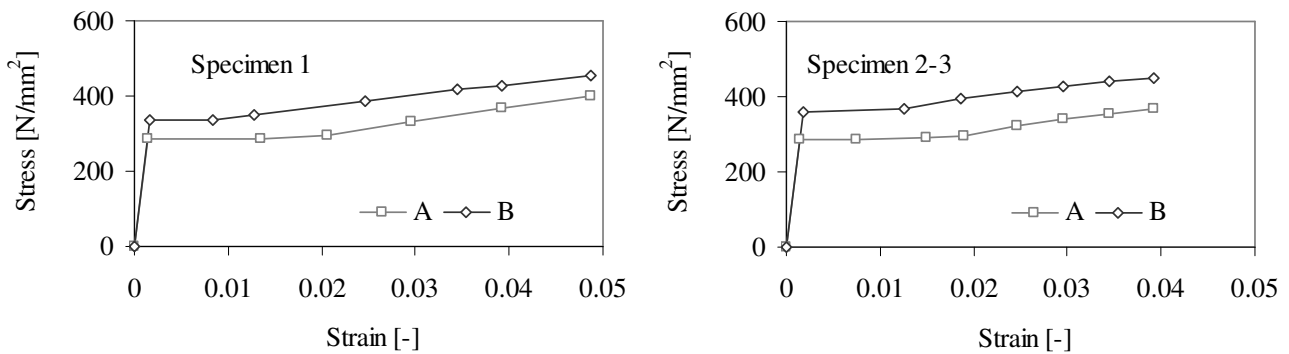 600
400
200
0
Stress [N/mm²]
Specimen 1
A
B
0 0.01 0.02 0.03 0.04 0.05
Strain [-]
600
400
200
0
Stress [N/mm²]
Specimen 2-3
A
B
0 0.01 0.02 0.03 0.04 0.05
Strain [-]